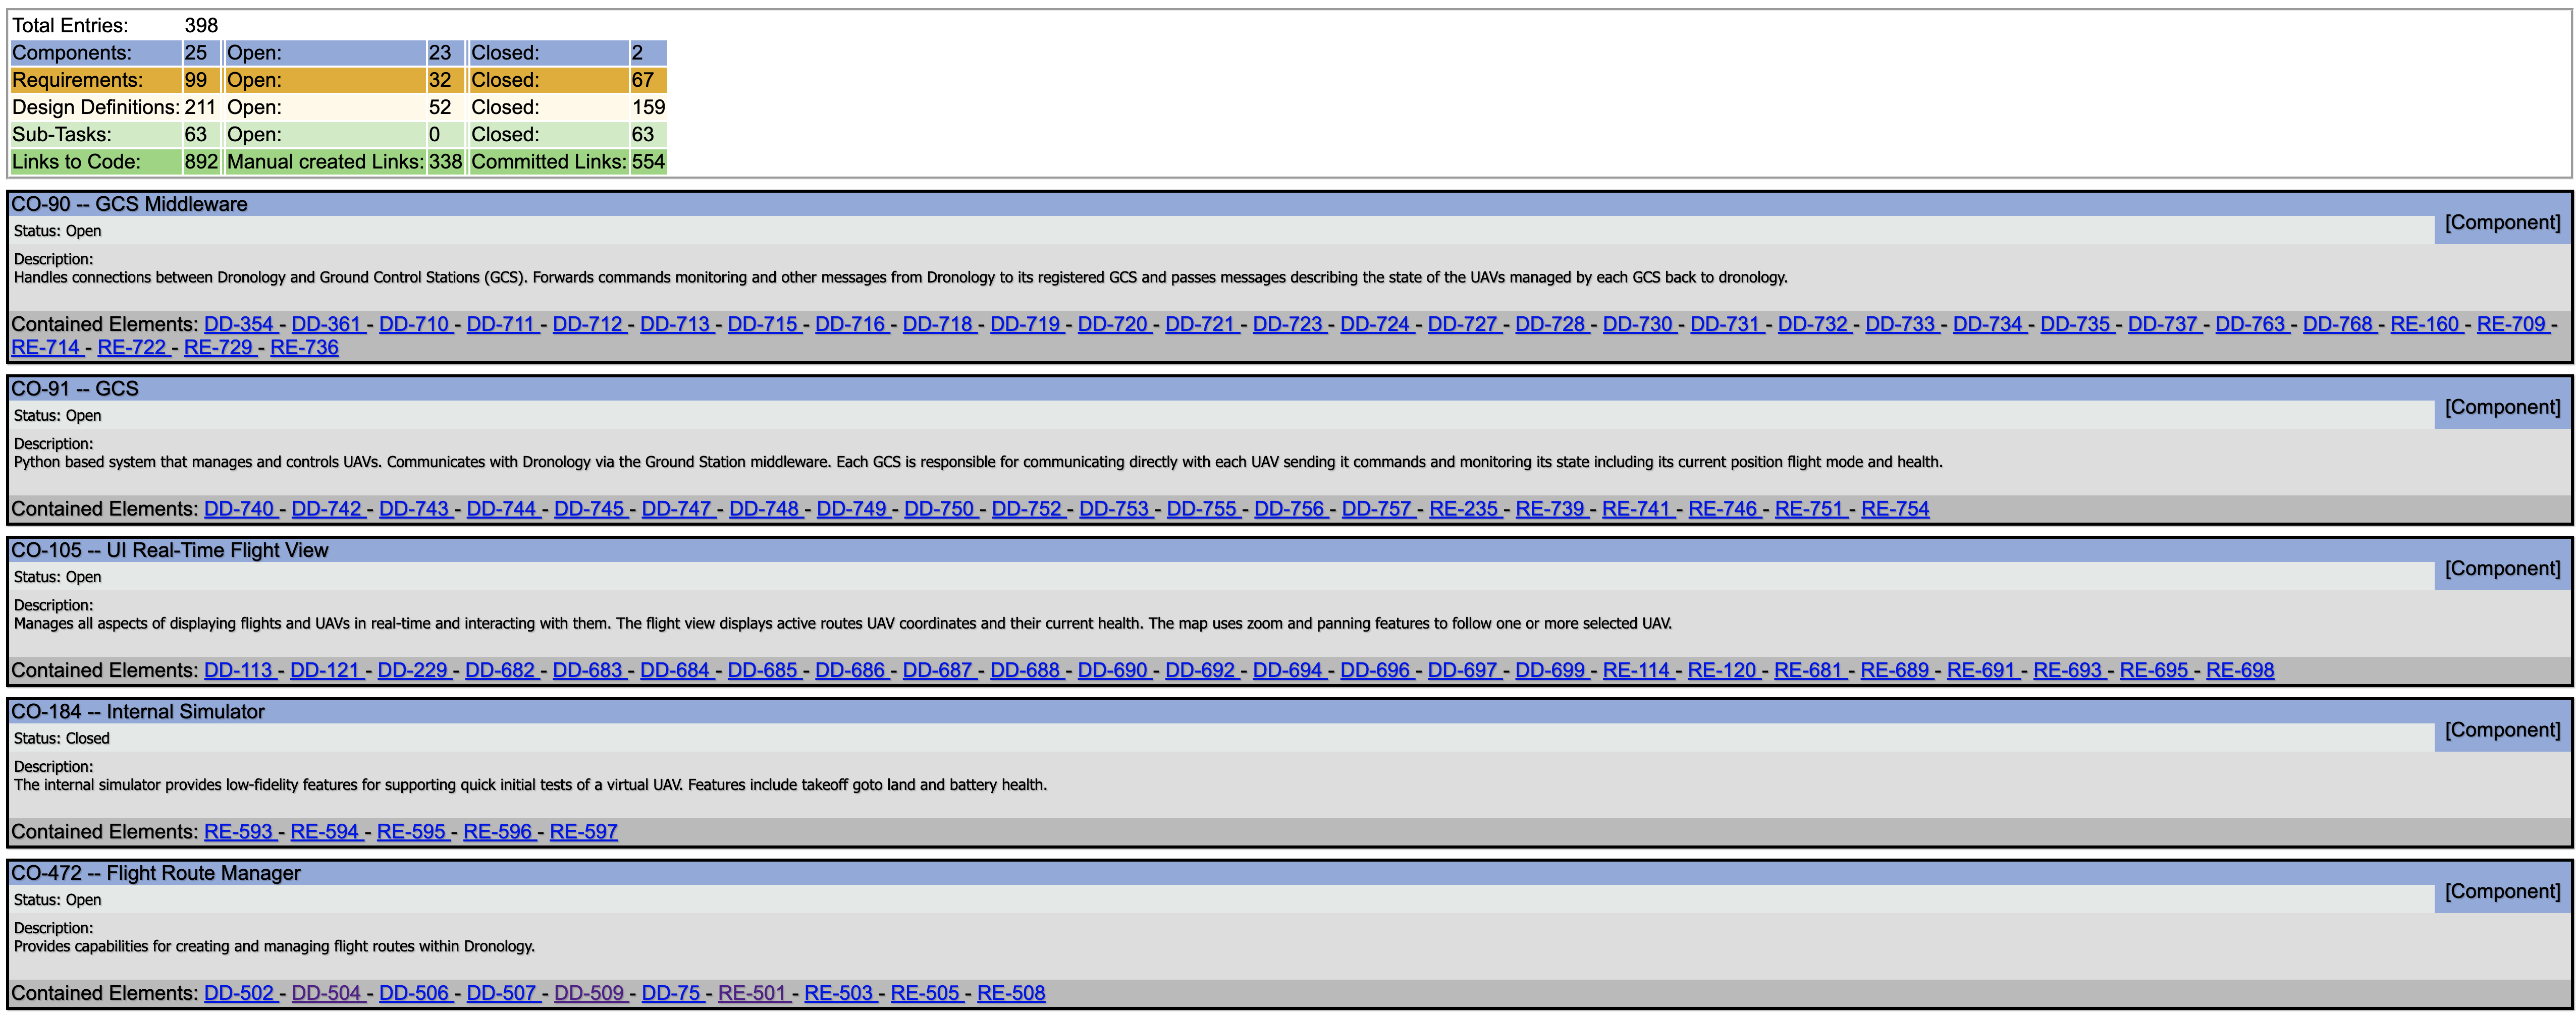 Total Entries: 398
Components: 25 Open: 23 Closed: 2
Requirements: 99 Open: 32 Closed: 67
Design Definitions: 211 Open: 52 Closed: 159
Sub-Tasks: 63 Open: 0 Closed: 63
Links to Code: 892 Manual created Links: 338 Committed Links: 554
CO-90 -- GCS Middleware
[Component]
Status: Open
Description:
Handles connections between Dronology and Ground Control Stations (GCS). Forwards commands monitoring and other messages from Dronology to its registered GCS and passes messages describing the state of the UAVs managed by each GCS back to dronology.
Contained Elements: DD-354 - DD-361 - DD-710 - DD-711 - DD-712 - DD-713 - DD-715 - DD-716 - DD-718 - DD-719 - DD-720 - DD-721 - DD-723 - DD-724 - DD-727 - DD-728 - DD-730 - DD-731 - DD-732 - DD-733 - DD-734 - DD-735 - DD-737 - DD-763 - DD-768 - RE-160 - RE-709 -
RE-714 - RE-722 - RE-729 - RE-736
CO-91 -- GCS
[Component]
Status: Open
Description:
Python based system that manages and controls UAVs. Communicates with Dronology via the Ground Station middleware. Each GCS is responsible for communicating directly with each UAV sending it commands and monitoring its state including its current position flight mode and health.
Contained Elements: DD-740 - DD-742 - DD-743 - DD-744 - DD-745 - DD-747 - DD-748 - DD-749 - DD-750 - DD-752 - DD-753 - DD-755 - DD-756 - DD-757 - RE-235 - RE-739 - RE-741 - RE-746 - RE-751 - RE-754
CO-105 -- UI Real-Time Flight View
[Component]
Status: Open
Description:
Manages all aspects of displaying flights and UAVs in real-time and interacting with them. The flight view displays active routes UAV coordinates and their current health. The map uses zoom and panning features to follow one or more selected UAV.
Contained Elements: DD-113 - DD-121 - DD-229 - DD-682 - DD-683 - DD-684 - DD-685 - DD-686 - DD-687 - DD-688 - DD-690 - DD-692 - DD-694 - DD-696 - DD-697 - DD-699 - RE-114 - RE-120 - RE-681 - RE-689 - RE-691 - RE-693 - RE-695 - RE-698
CO-184 -- Internal Simulator
[Component]
Status: Closed
Description:
The internal simulator provides low-fidelity features for supporting quick initial tests of a virtual UAV. Features include takeoff goto land and battery health.
Contained Elements: RE-593 - RE-594 - RE-595 - RE-596 - RE-597
CO-472 -- Flight Route Manager
[Component]
Status: Open
Description:
Provides capabilities for creating and managing flight routes within Dronology.
Contained Elements: DD-502 - DD-504 - DD-506 - DD-507 - DD-509 - DD-75 - RE-501 - RE-503 - RE-505 - RE-508